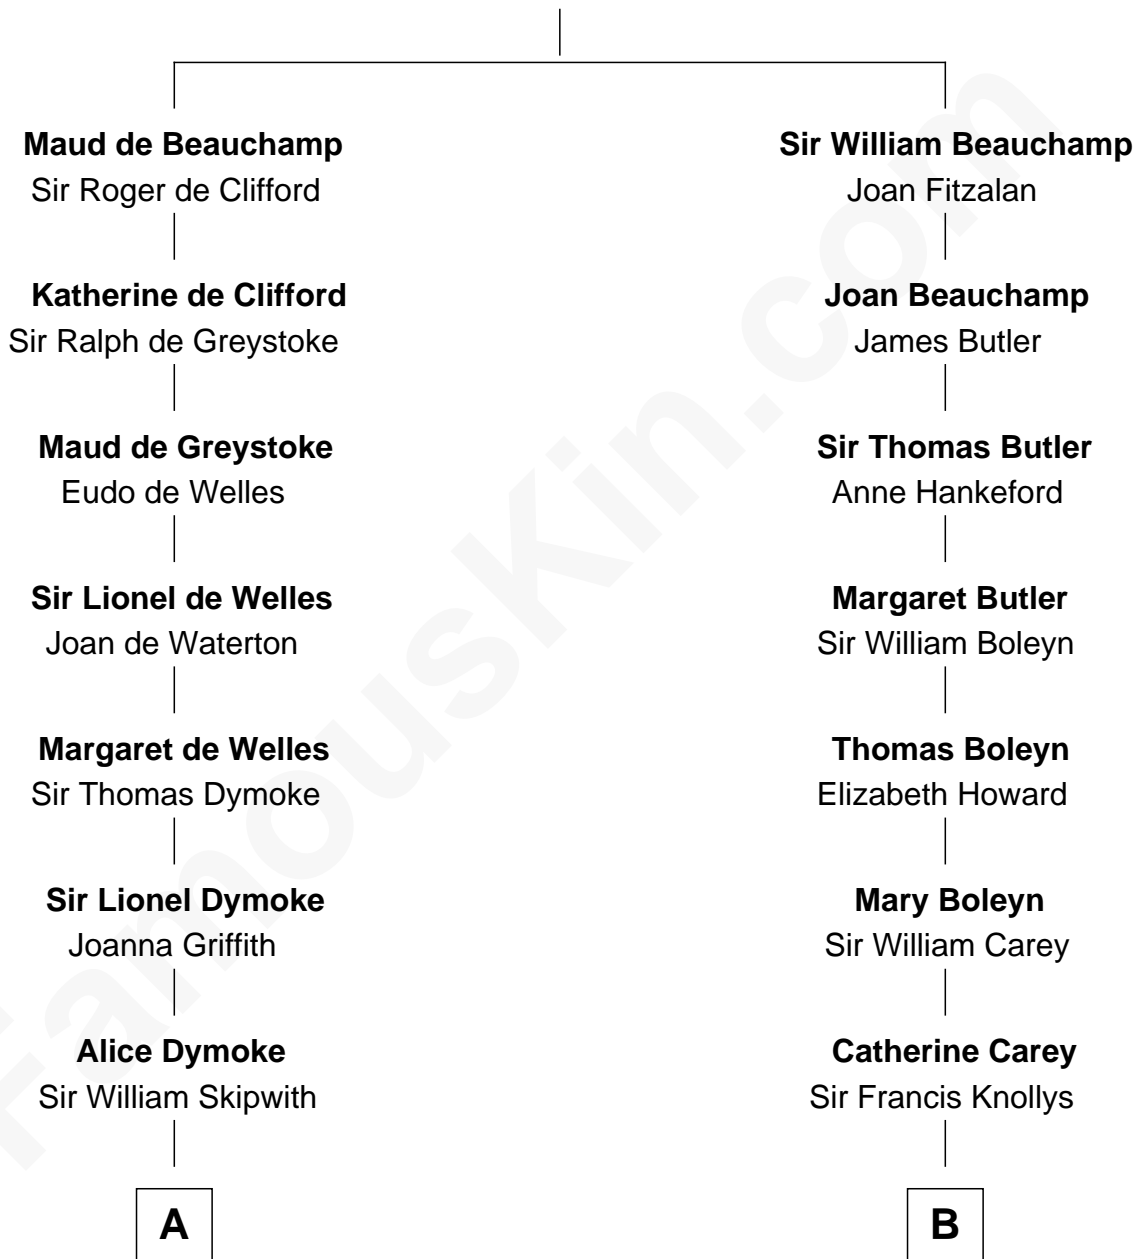 Maud de Beauchamp
Sir Roger de Clifford
Katherine de Clifford
Sir Ralph de Greystoke
Maud de Greystoke
Eudo de Welles
Sir Lionel de Welles
Joan de Waterton
Margaret de Welles
Sir Thomas Dymoke
Sir Lionel Dymoke
Joanna Griffith
Alice Dymoke
Sir William Skipwith
A
Sir William Beauchamp
Joan Fitzalan
Joan Beauchamp
James Butler
Sir Thomas Butler
Anne Hankeford
Margaret Butler
Sir William Boleyn
Thomas Boleyn
Elizabeth Howard
Mary Boleyn
Sir William Carey
Catherine Carey
Sir Francis Knollys
B
FamousKin.com